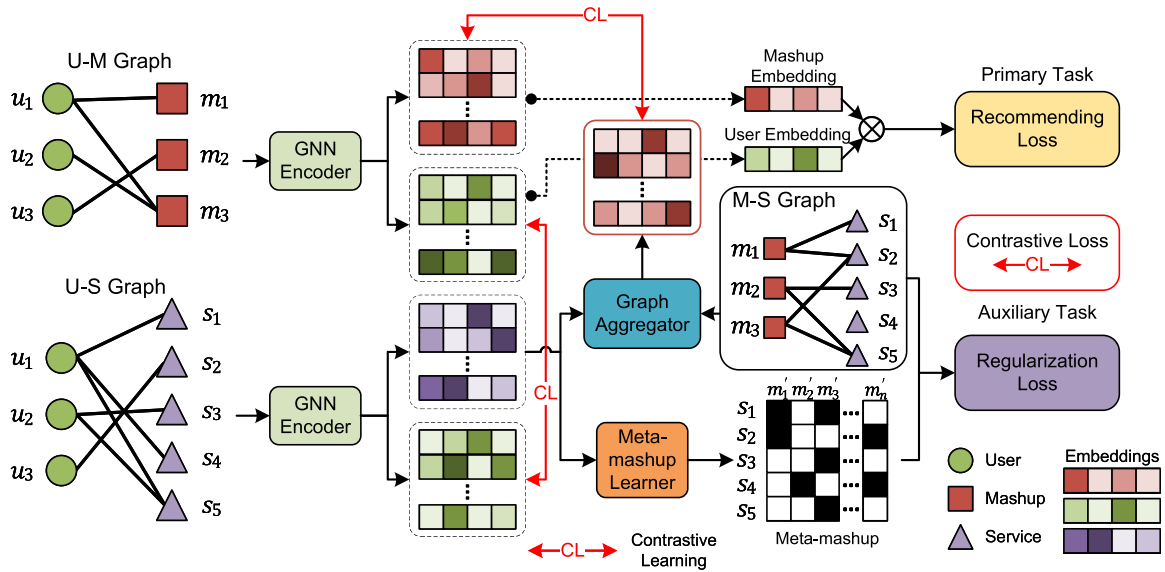 CL
U-M Graph
u1
u2
u3
m1
m2
m3
GNN
Encoder
Mashup
Embedding
User Embedding
Primary Task
Recommending
Loss
M-S Graph
m1
m2
m3
s1
s2
s3
s4
s5
Contrastive Loss
CL
U-S Graph
u1
u2
u3
s1
s2
s3
s4
s5
GNN
Encoder
CL
Graph
Aggregator
Auxiliary Task
Regularization
Loss
Meta-
mashup
Learner
m'1 m'2 m'3 m'n
s1
s2
s3
s4
s5
Meta-mashup
User
Mashup
Service
Embeddings
CL
Contrastive
Learning